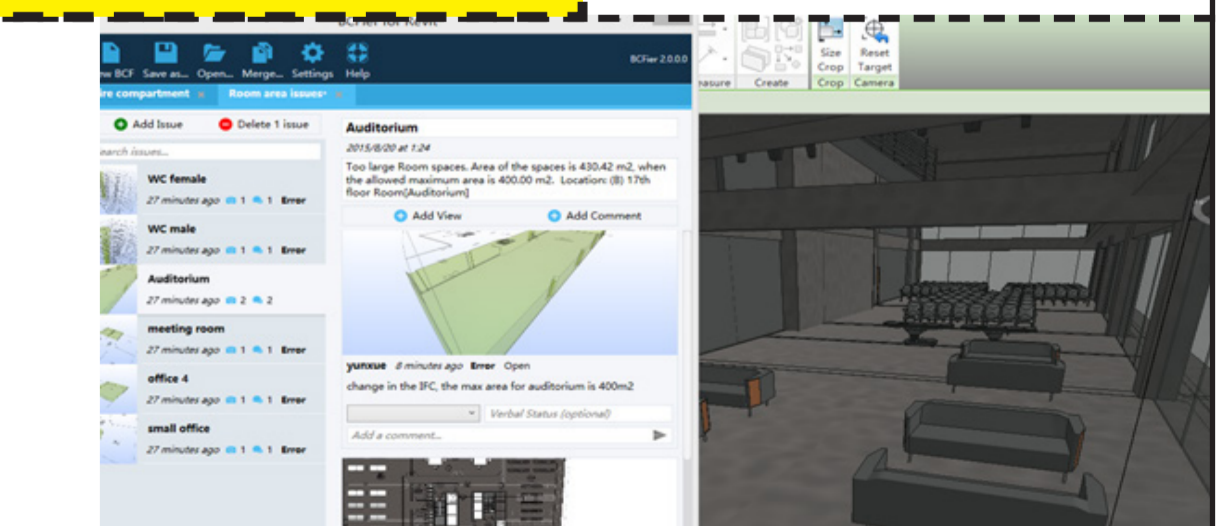 BCFier for Revit
ew BCF Save as... Open... Merge... Settings Help
BCFier 2.0.0.0
ire compartment × Room area issues* ×
Add Issue Delete 1 issue
earch issues...
WC female
27 minutes ago 1 1 Error
WC male
27 minutes ago 1 1 Error
Auditorium
27 minutes ago 2 2
meeting room
27 minutes ago 1 1 Error
office 4
27 minutes ago 1 1 Error
small office
27 minutes ago 1 1 Error
Auditorium
2015/8/20 at 1:24
Too large Room spaces. Area of the spaces is 430.42 m2, when
the allowed maximum area is 400.00 m2. Location: (B) 17th
floor Room[Auditorium]
Add View Add Comment
yunxue 8 minutes ago Error Open
change in the IFC, the max area for auditorium is 400m2
Verbal Status (optional)
Add a comment...
easure Create
Size
Crop
Crop
Reset
Target
Camera